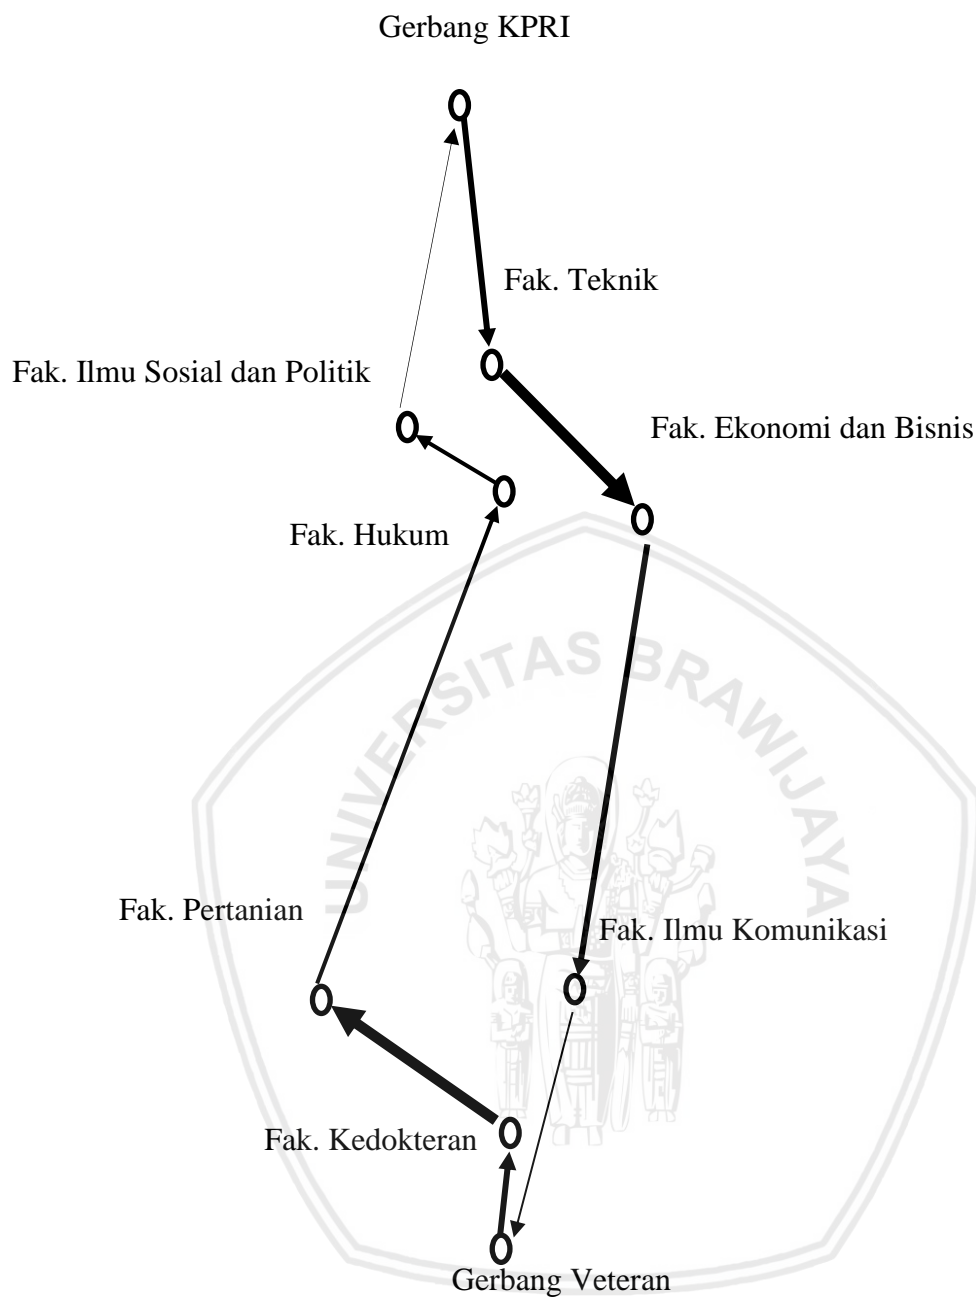 Gerbang KPRI
Fak. Teknik
Fak. Ilmu Sosial dan Politik
Fak. Ekonomi dan Bisnis
Fak. Hukum
UNIVERSITAS BRAWIJAYA
Fak. Pertanian
Fak. Ilmu Komunikasi
Fak. Kedokteran
Gerbang Veteran